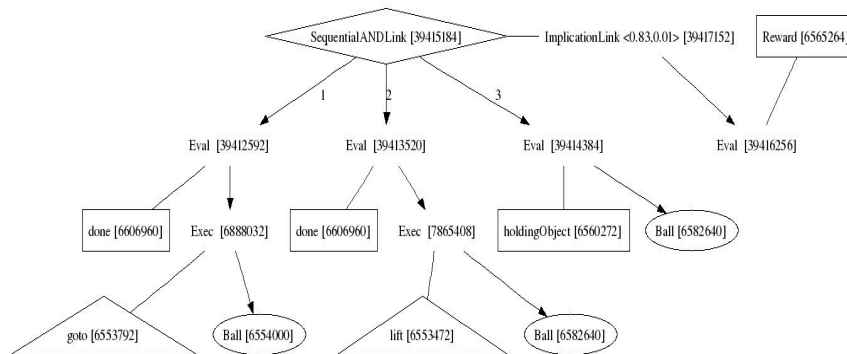 SequentialANDLink [39415184]
ImplicationLink <0.83,0.01> [39417152]
Reward [6565264]
1
2
3
Eval [39412592]
Eval [39413520]
Eval [39414384]
Eval [39416256]
done [6606960]
Exec [6888032]
done [6606960]
Exec [7865408]
holdingObject [6560272]
Ball [6582640]
goto [6553792]
Ball [6554000]
lift [6553472]
Ball [6582640]